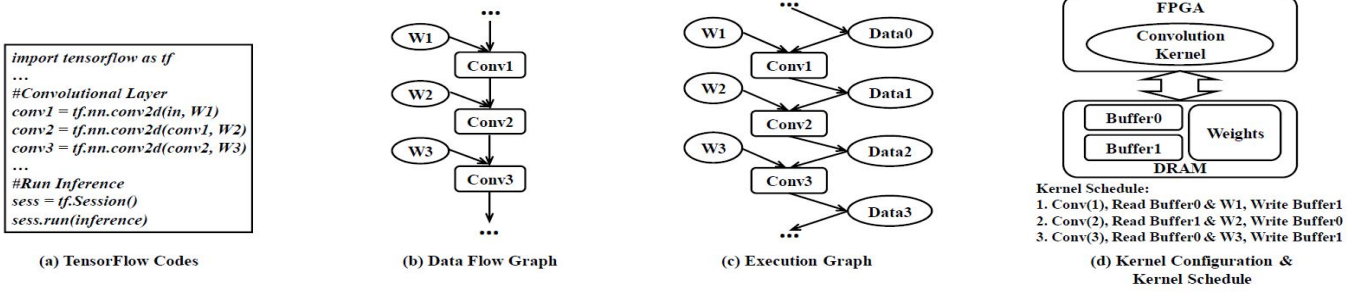 import tensorflow as tf
...
#Convolutional Layer
conv1 = tf.nn.conv2d(in, W1)
conv2 = tf.nn.conv2d(conv1, W2)
conv3 = tf.nn.conv2d(conv2, W3)
...
#Run Inference
sess = tf.Session()
sess.run(inference)
(a) TensorFlow Codes
...
W1
Conv1
W2
Conv2
W3
Conv3
...
(b) Data Flow Graph
...
W1
Data0
Conv1
W2
Data1
Conv2
W3
Data2
Conv3
Data3
...
(c) Execution Graph
FPGA
Convolution
Kernel
Buffer0
Buffer1
Weights
DRAM
Kernel Schedule:
1. Conv(1), Read Buffer0 & W1, Write Buffer1
2. Conv(2), Read Buffer1 & W2, Write Buffer0
3. Conv(3), Read Buffer0 & W3, Write Buffer1
(d) Kernel Configuration &
Kernel Schedule